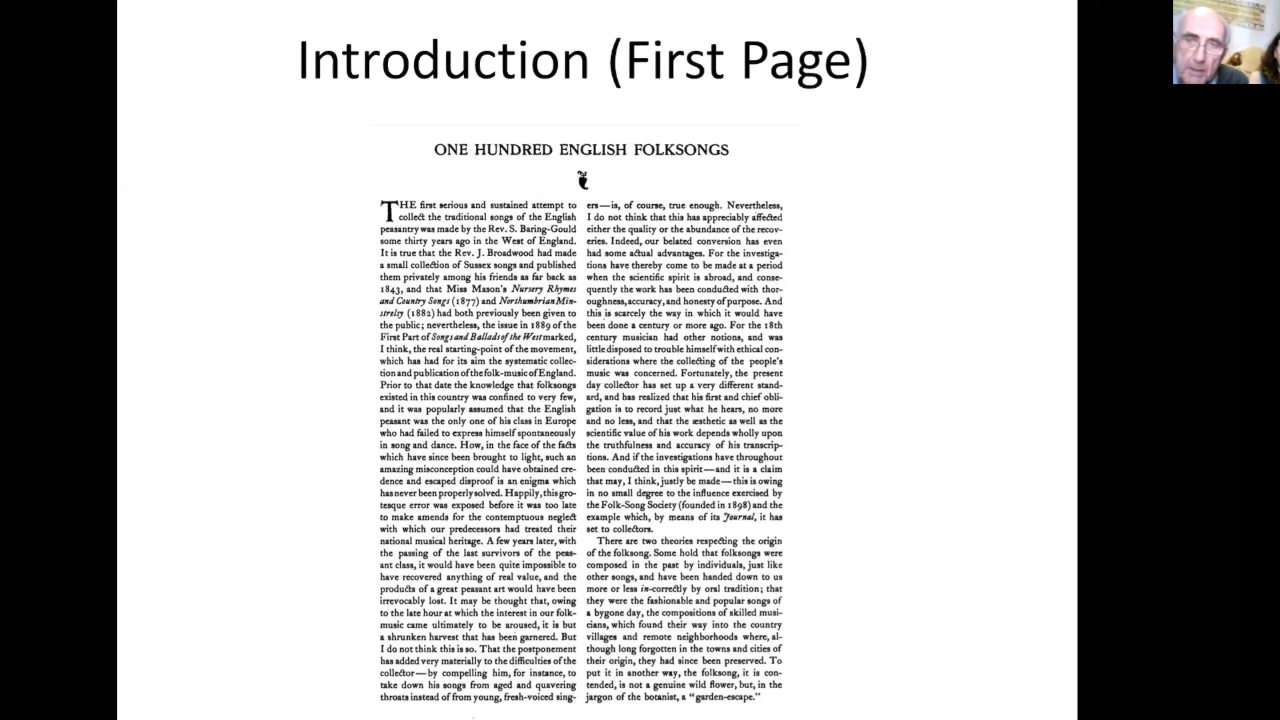 Introduction (First Page)
ONE HUNDRED ENGLISH FOLKSONGS
THE first serious and sustained attempt to
collect the traditional songs of the English
peasantry was made by the Rev. S. Baring-Gould
some thirty years ago in the West of England.
It is true that the Rev. J. Broadwood had made
a small collection of Sussex songs and published
them privately among his friends as far back as
1843, and that Miss Mason's Nursery Rhymes
and Country Songs (1877) and Northumbrian Min-
strelsy (1882) had both previously been given to
the public; nevertheless, the issue in 1889 of the
First Part of Songs and Ballads of the West marked,
I think, the real starting-point of the movement,
which has had for its aim the systematic collec-
tion and publication of the folk-music of England.
Prior to that date the knowledge that folksongs
existed in this country was confined to very few,
and it was popularly assumed that the English
peasant was the only one of his class in Europe
who had failed to express himself spontaneously
in song and dance. How, in the face of the facts
which have since been brought to light, such an
amazing misconception could have obtained cre-
dence and escaped disproof is an enigma which
has never been properly solved. Happily, this gro-
tesque error was exposed before it was too late
to make amends for the contemptuous neglect
with which our predecessors had treated their
national musical heritage. A few years later, with
the passing of the last survivors of the peas-
ant class, it would have been quite impossible to
have recovered anything of real value, and the
products of a great peasant art would have been
irrevocably lost. It may be thought that, owing
to the late hour at which the interest in our folk-
music came ultimately to be aroused, it is but
a shrunken harvest that has been garnered. But
I do not think this is so. That the postponement
has added very materially to the difficulties of the
collector—by compelling him, for instance, to
take down his songs from aged and quavering
throats instead of from young, fresh-voiced sing-
ers—is, of course, true enough. Nevertheless,
I do not think that this has appreciably affected
either the quality or the abundance of the recov-
eries. Indeed, our belated conversion has even
had some actual advantages. For the investiga-
tions have thereby come to be made at a period
when the scientific spirit is abroad, and conse-
quently the work has been conducted with thor-
oughness, accuracy, and honesty of purpose. And
this is scarcely the way in which it would have
been done a century or more ago. For the 18th
century musician had other notions, and was
little disposed to trouble himself with ethical con-
siderations where the collecting of the people's
music was concerned. Fortunately, the present
day collector has set up a very different stand-
ard, and has realized that his first and chief obli-
gation is to record just what he hears, no more
and no less, and that the æsthetic as well as the
scientific value of his work depends wholly upon
the truthfulness and accuracy of his transcrip-
tions. And if the investigations have throughout
been conducted in this spirit—and it is a claim
that may, I think, justly be made—this is owing
in no small degree to the influence exercised by
the Folk-Song Society (founded in 1898) and the
example which, by means of its Journal, it has
set to collectors.
There are two theories respecting the origin
of the folksong. Some hold that folksongs were
composed in the past by individuals, just like
other songs, and have been handed down to us
more or less in-correctly by oral tradition; that
they were the fashionable and popular songs of
a bygone day, the compositions of skilled musi-
cians, which found their way into the country
villages and remote neighborhoods where, al-
though long forgotten in the towns and cities of
their origin, they had since been preserved. To
put it in another way, the folksong, it is con-
tended, is not a genuine wild flower, but, in the
jargon of the botanist, a "garden-escape."